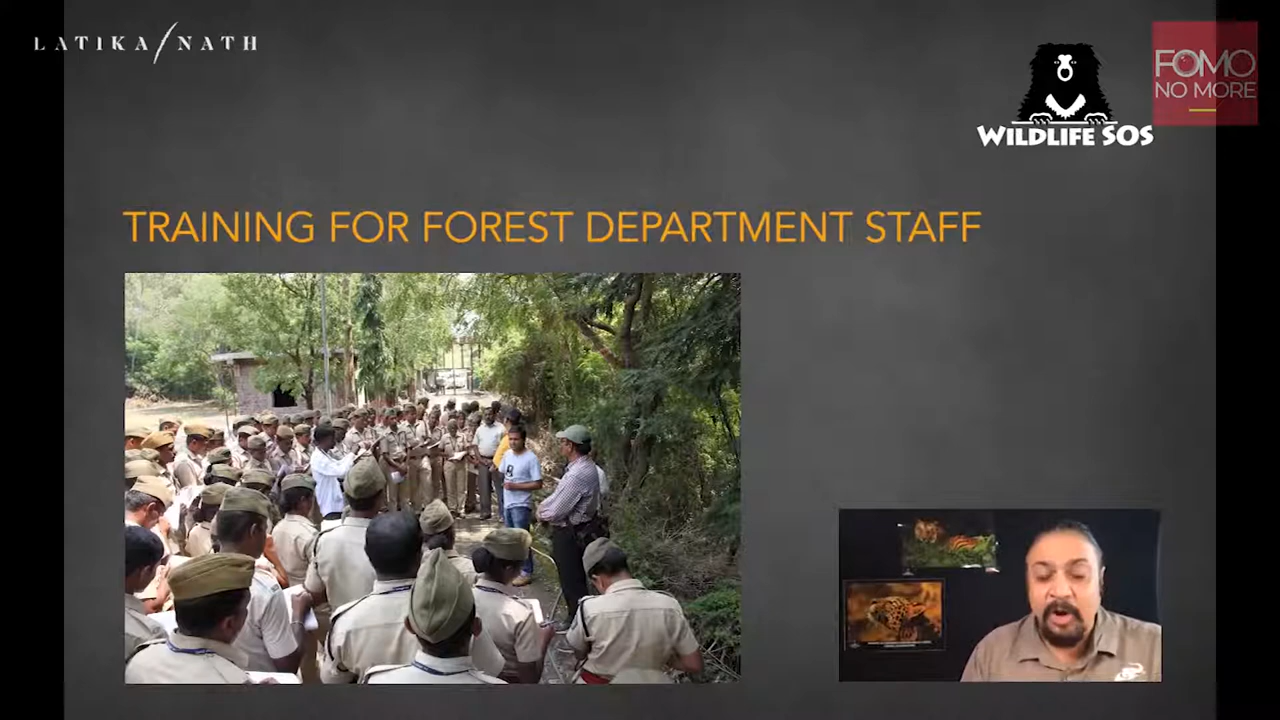 LATIKA/NATH
FOMO
NO MORE
WILDLIFE SOS
TRAINING FOR FOREST DEPARTMENT STAFF